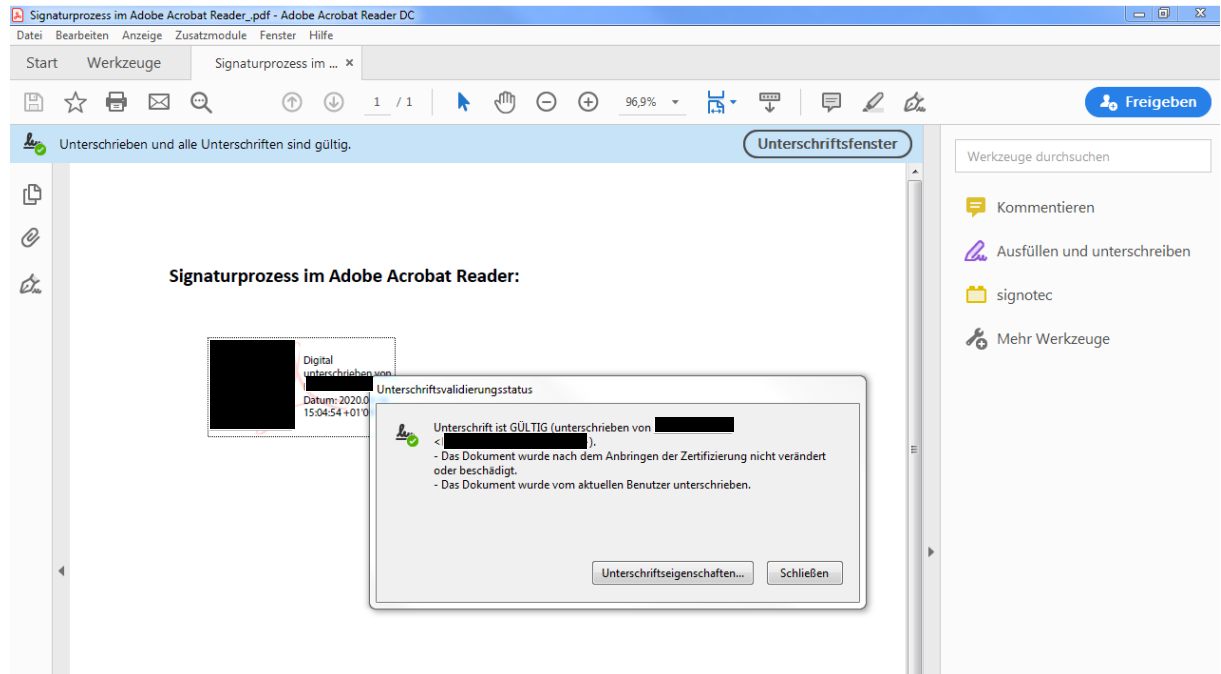 Signaturprozess im Adobe Acrobat Reader_.pdf - Adobe Acrobat Reader DC
Datei Bearbeiten Anzeige Zusatzmodule Fenster Hilfe
Start Werkzeuge Signaturprozess im ... ×
1 / 1 96,9% Freigeben
Unterschrieben und alle Unterschriften sind gültig. Unterschriftsfenster
Werkzeuge durchsuchen
Kommentieren
Ausfüllen und unterschreiben
signotec
Mehr Werkzeuge
Signaturprozess im Adobe Acrobat Reader:
Digital
unterschrieben von
Datum: 2020.0
15:04:54 +01'0
Unterschriftsvalidierungsstatus
Unterschrift ist GÜLTIG (unterschrieben von
< ).
- Das Dokument wurde nach dem Anbringen der Zertifizierung nicht verändert
oder beschädigt.
- Das Dokument wurde vom aktuellen Benutzer unterschrieben.
Unterschriftseigenschaften... Schließen